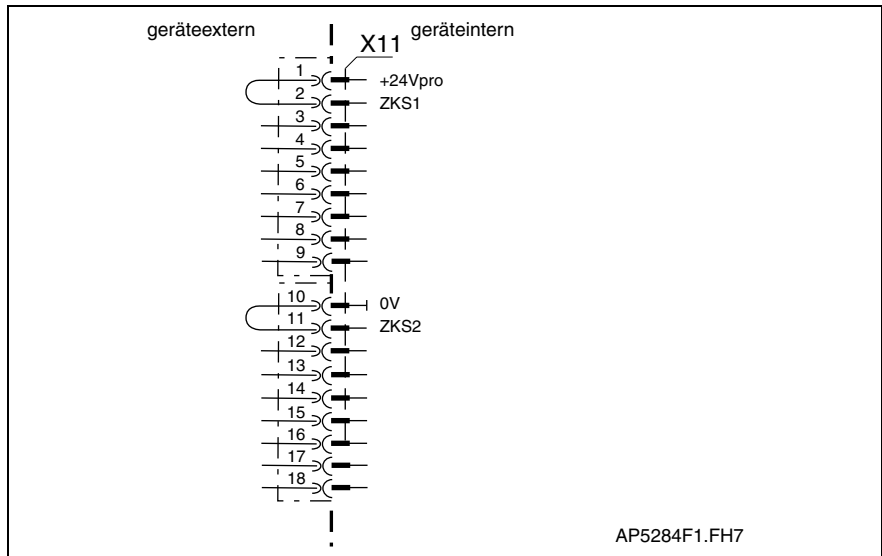 geräteextern
geräteintern
X11
1 +24Vpro
2 ZKS1
3
4
5
6
7
8
9
10 0V
11 ZKS2
12
13
14
15
16
17
18
AP5284F1.FH7